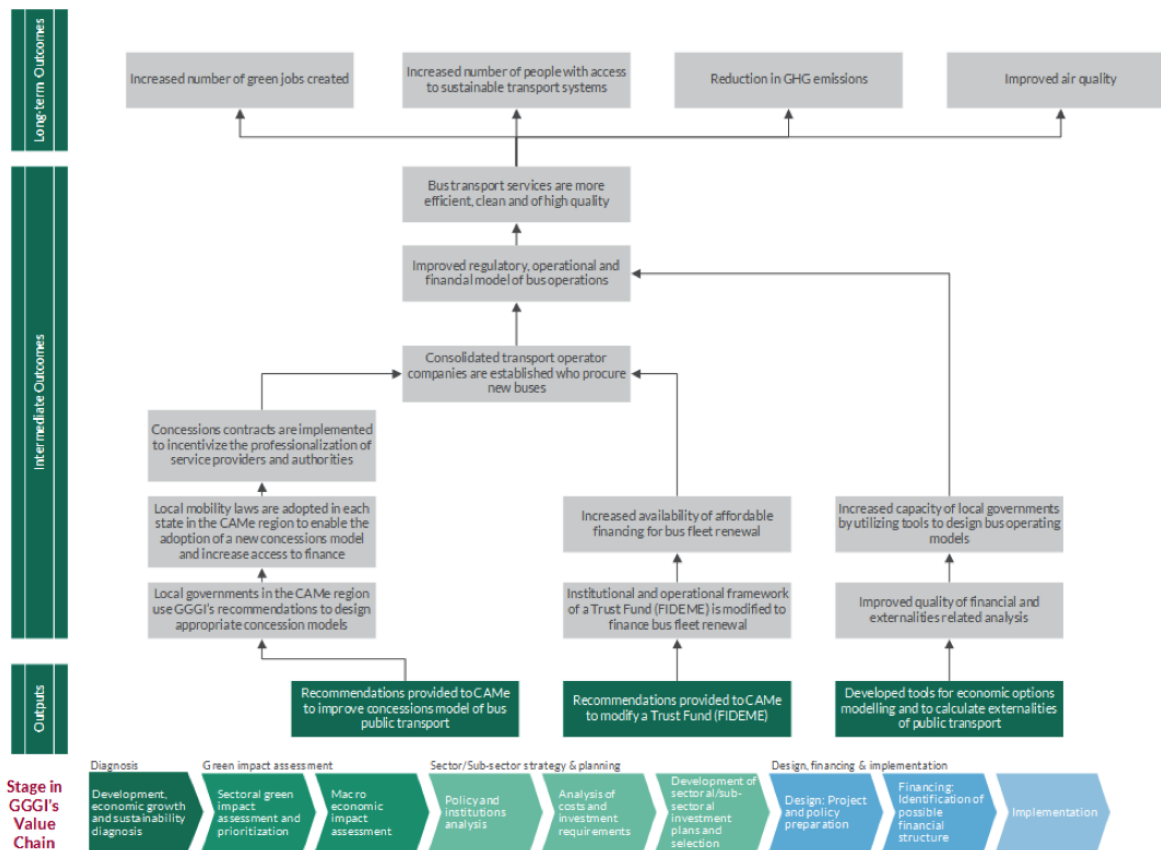 Long-term Outcomes
Increased number of green jobs created
Increased number of people with access
to sustainable transport systems
Reduction in GHG emissions
Improved air quality
Intermediate Outcomes
Bus transport services are more
efficient, clean and of high quality
Improved regulatory, operational and
financial model of bus operations
Consolidated transport operator
companies are established who procure
new buses
Concessions contracts are implemented
to incentivize the professionalization of
service providers and authorities
Local mobility laws are adopted in each
state in the CAMe region to enable the
adoption of a new concessions model
and increase access to finance
Local governments in the CAMe region
use GGGI's recommendations to design
appropriate concession models
Increased availability of affordable
financing for bus fleet renewal
Institutional and operational framework
of a Trust Fund (FIDEME) is modified to
finance bus fleet renewal
Increased capacity of local governments
by utilizing tools to design bus operating
models
Improved quality of financial and
externalities related analysis
Outputs
Recommendations provided to CAMe
to improve concessions model of bus
public transport
Recommendations provided to CAMe
to modify a Trust Fund (FIDEME)
Developed tools for economic options
modelling and to calculate externalities
of public transport
Stage in
GGGI's
Value
Chain
Diagnosis
Development,
economic growth
and sustainability
diagnosis
Green impact assessment
Sectoral green
impact
assessment and
prioritization
Macro
economic
impact
assessment
Sector/Sub-sector strategy & planning
Policy and
institutions
analysis
Analysis of
costs and
investment
requirements
Development of
sectoral/sub-
sectoral
investment
plans and
selection
Design, financing & implementation
Design: Project
and policy
preparation
Financing:
Identification of
possible
financial
structure
Implementation